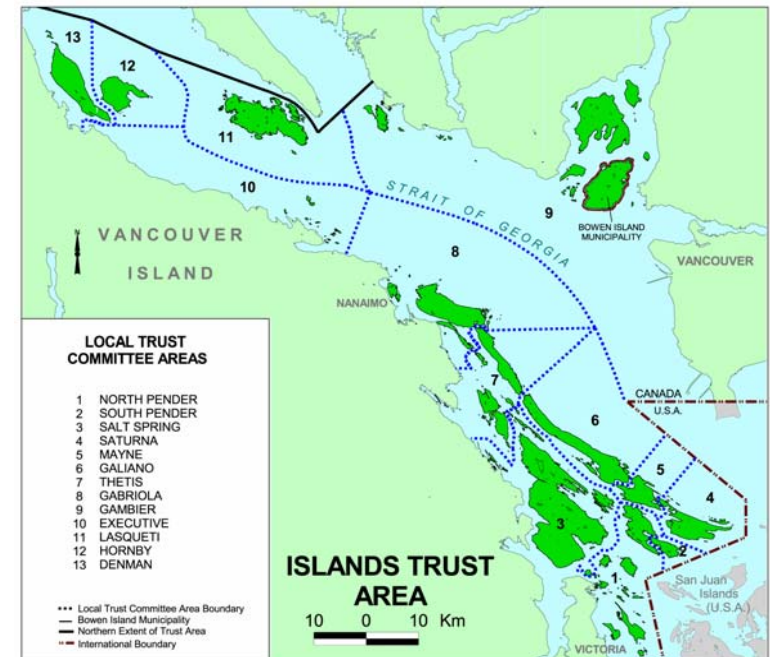 13
12
11
10
STRAIT OF GEORGIA
9
BOWEN ISLAND
MUNICIPALITY
VANCOUVER
ISLAND
N
8
VANCOUVER
NANAIMO
7
CANADA
U.S.A.
6
5
4
3
2
1
San Juan
Islands
(U.S.A.)
VICTORIA
LOCAL TRUST
COMMITTEE AREAS
1 NORTH PENDER
2 SOUTH PENDER
3 SALT SPRING
4 SATURNA
5 MAYNE
6 GALIANO
7 THETIS
8 GABRIOLA
9 GAMBIER
10 EXECUTIVE
11 LASQUETI
12 HORNBY
13 DENMAN
Local Trust Committee Area Boundary
Bowen Island Municipality
Northern Extent of Trust Area
International Boundary
ISLANDS TRUST
AREA
10 0 10 Km